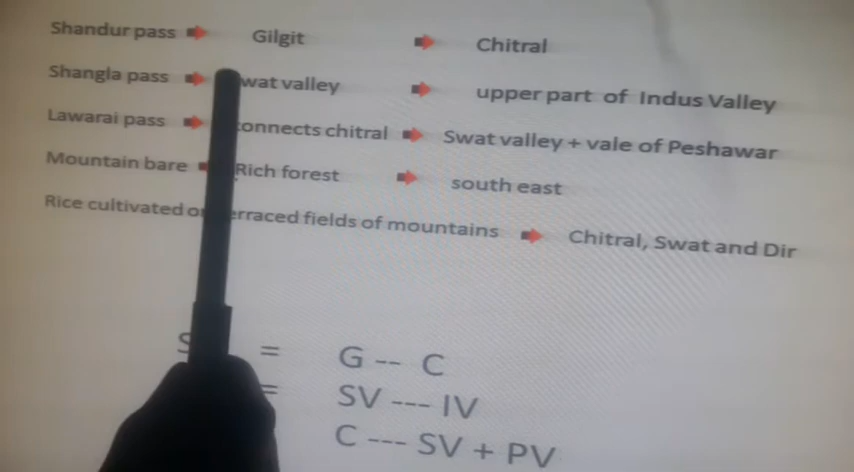 Shandur pass Gilgit Chitral
Shangla pass wat valley upper part of Indus Valley
Lawarai pass onnects chitral Swat valley + vale of Peshawar
Mountain bare Rich forest south east
Rice cultivated o erraced fields of mountains Chitral, Swat and Dir
S = G -- C
= SV --- IV
C --- SV + PV